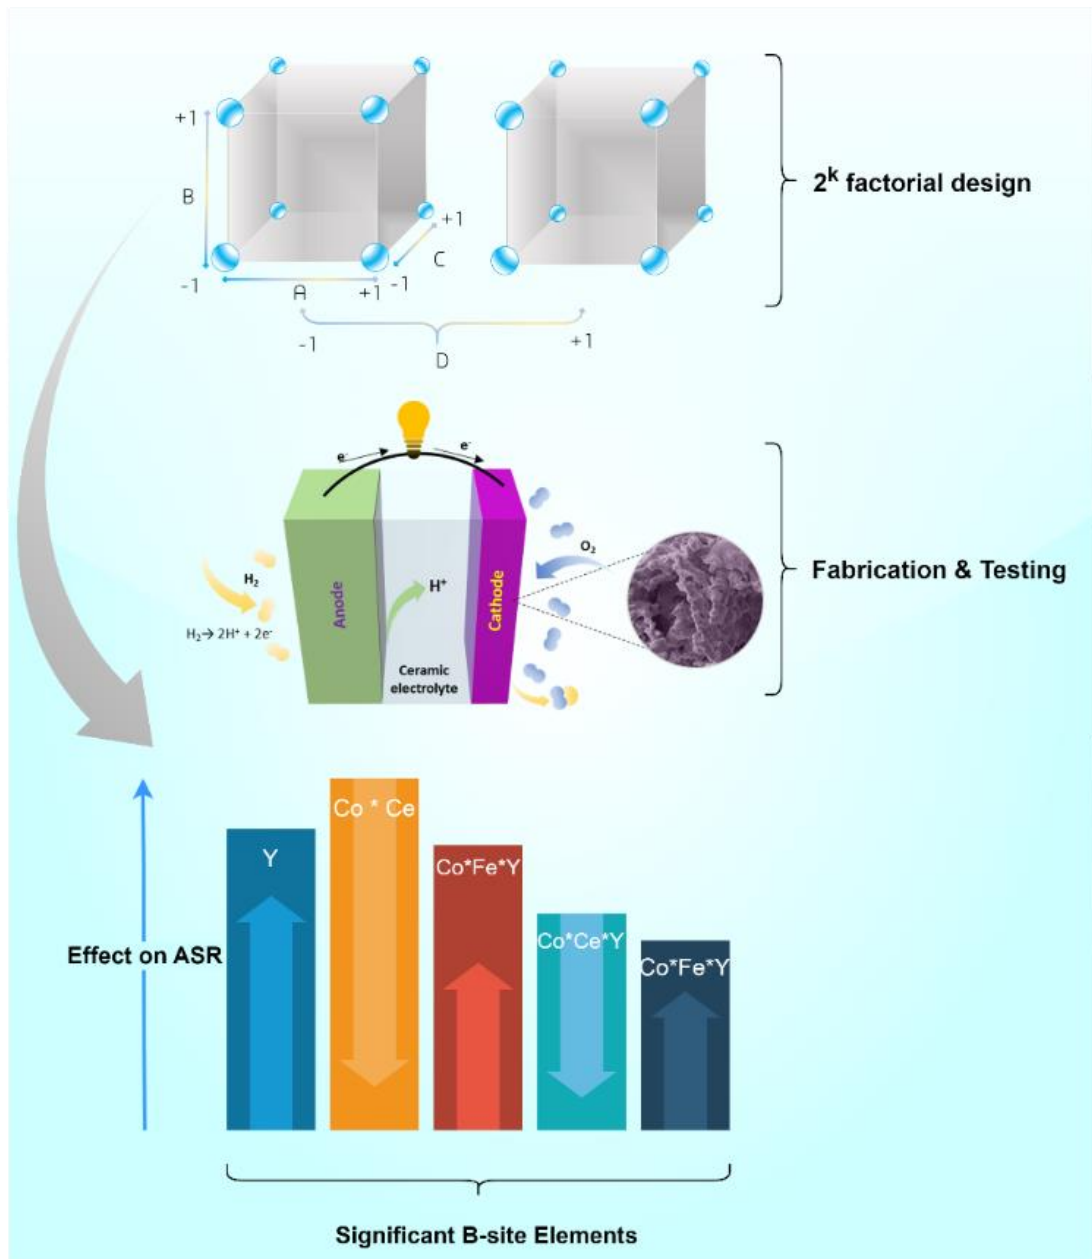 +1
B
-1
A
+1
-1
C
+1
-1
D
+1
2ᵏ factorial design
e⁻
e⁻
H₂
H₂→ 2H⁺ + 2e⁻
Anode
H⁺
Ceramic
electrolyte
Cathode
O₂
Fabrication & Testing
Effect on ASR
Y
Co * Ce
Co*Fe*Y
Co*Ce*Y
Co*Fe*Y
Significant B-site Elements